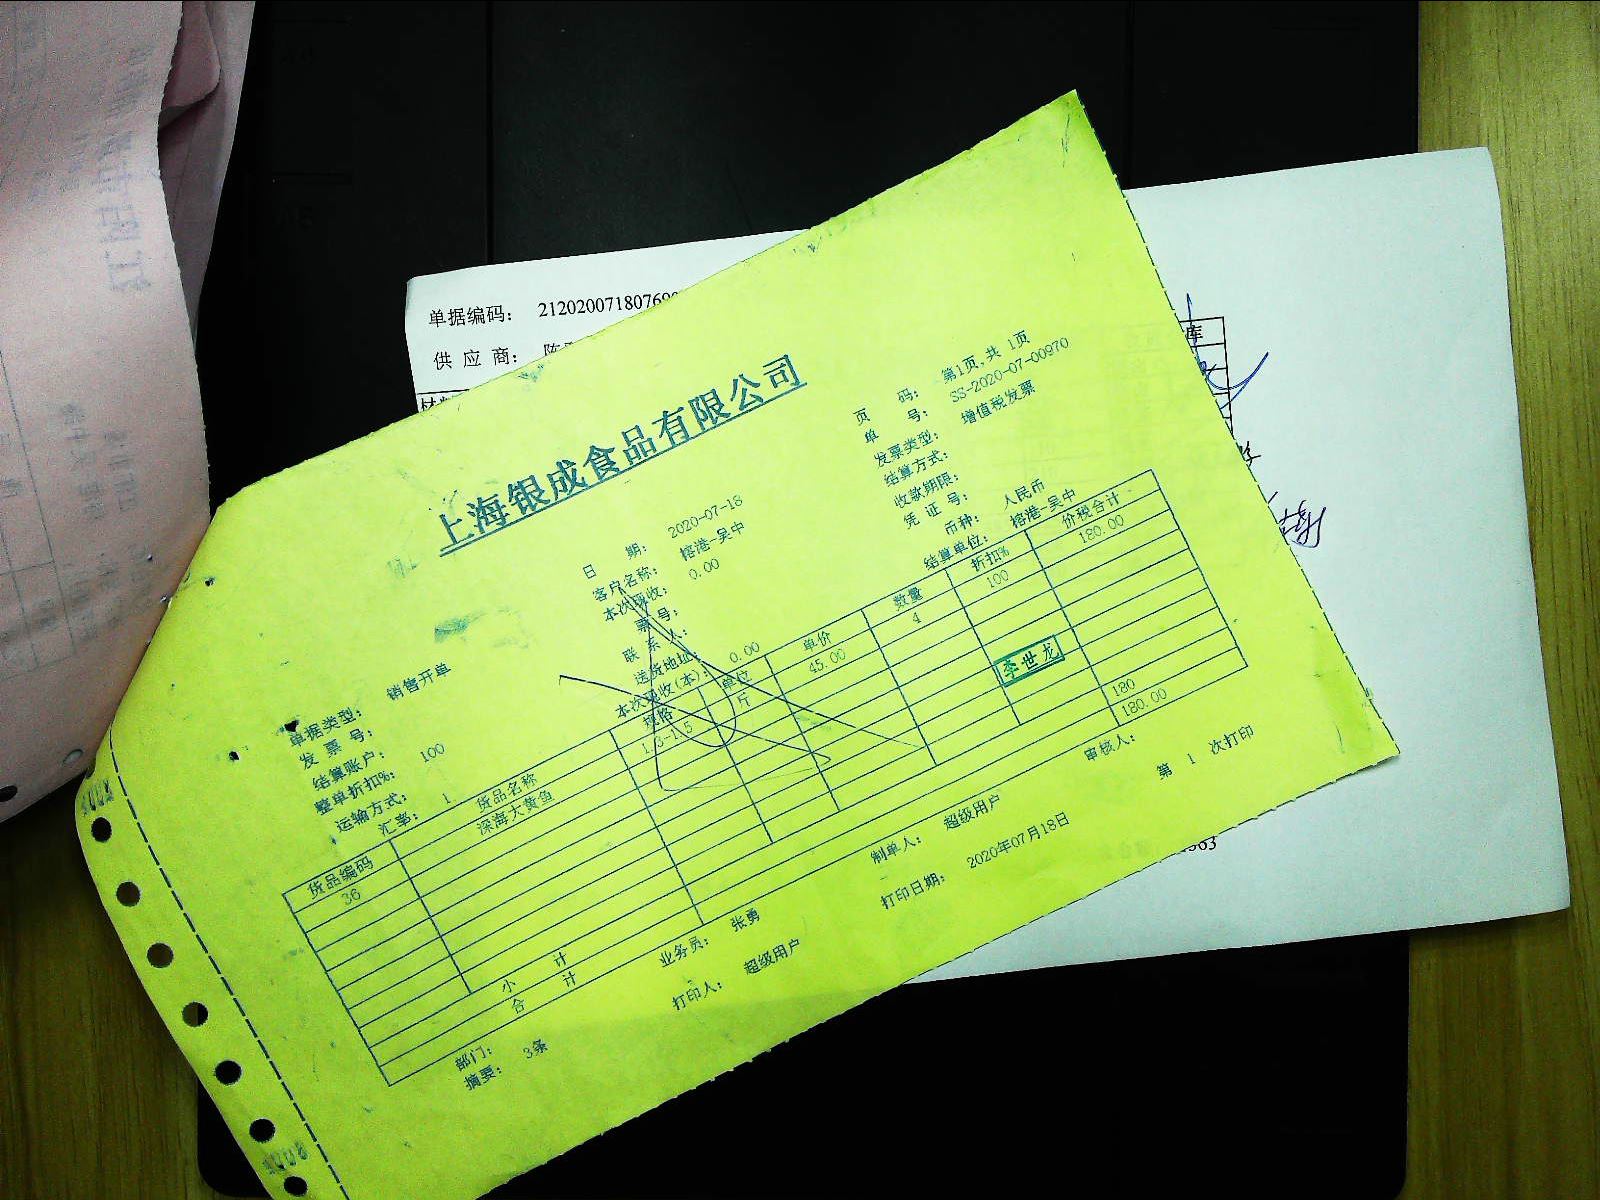 单据编码：
供 应 商：
库
上海银成食品有限公司
页 码： 第1页,共 1页
单 号： SS-2020-07-00970
发票类型： 增值税发票
结算方式：
收款期限：
凭 证 号：
币种： 人民币
结算单位： 榕港-吴中
日 期： 2020-07-18
客户名称： 榕港-吴中
本次现收： 0.00
票 号：
联 系 人：
送货地址：
本次现收(本)： 0.00
单据类型： 销售开单
发 票 号：
结算账户：
整单折扣%： 100
运输方式：
汇率： 1
货品编码 货品名称 规格 单位 单价 数量 折扣% 价税合计
36 深海大黄鱼 1.3-1.5 斤 45.00 4 100 180.00
李世龙
小 计 180
合 计 180.00
部门： 业务员： 张勇 制单人： 超级用户 审核人：
摘要： 3条 打印人： 超级用户 打印日期： 2020年07月18日 第 1 次打印